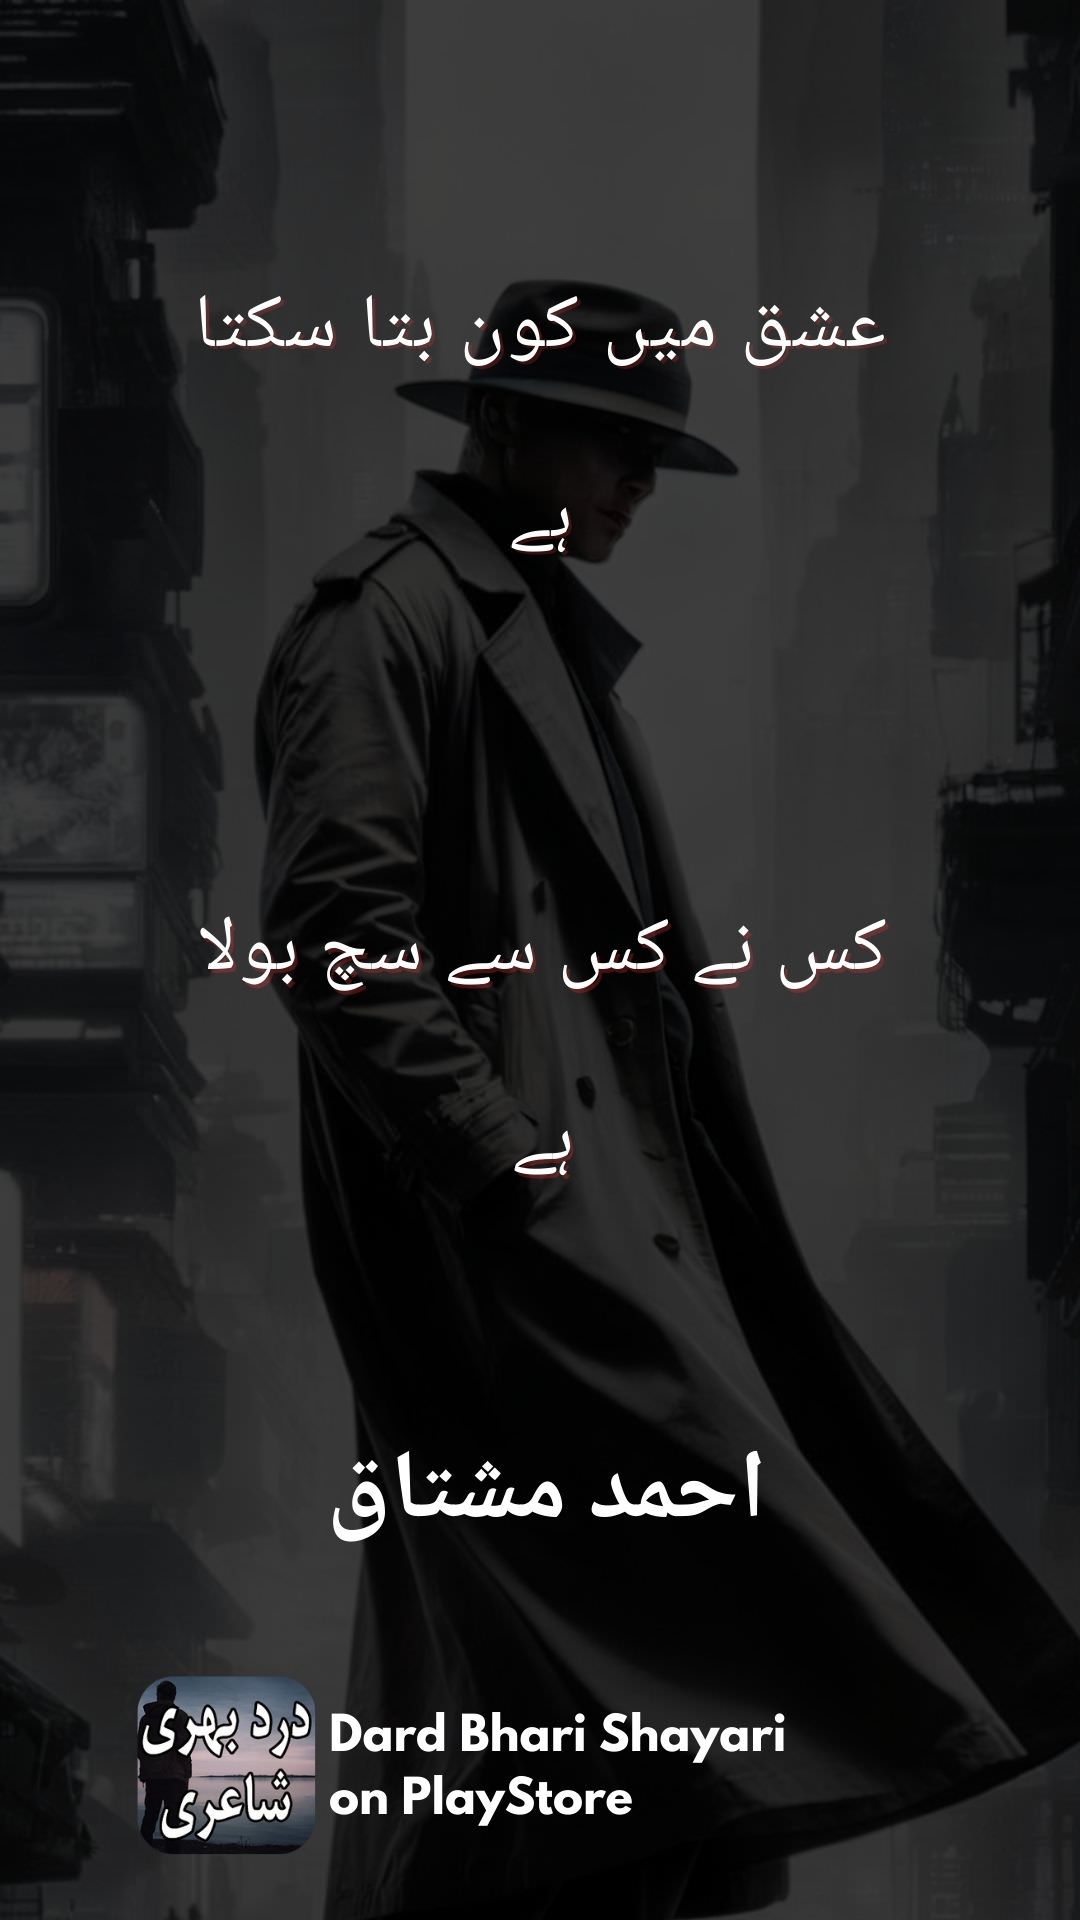 عشق میں کون بتا سکتا
ہے
کس نے کس سے سچ بولا
ہے
احمد مشتاق
درد بھری
شاعری
Dard Bhari Shayari
on PlayStore